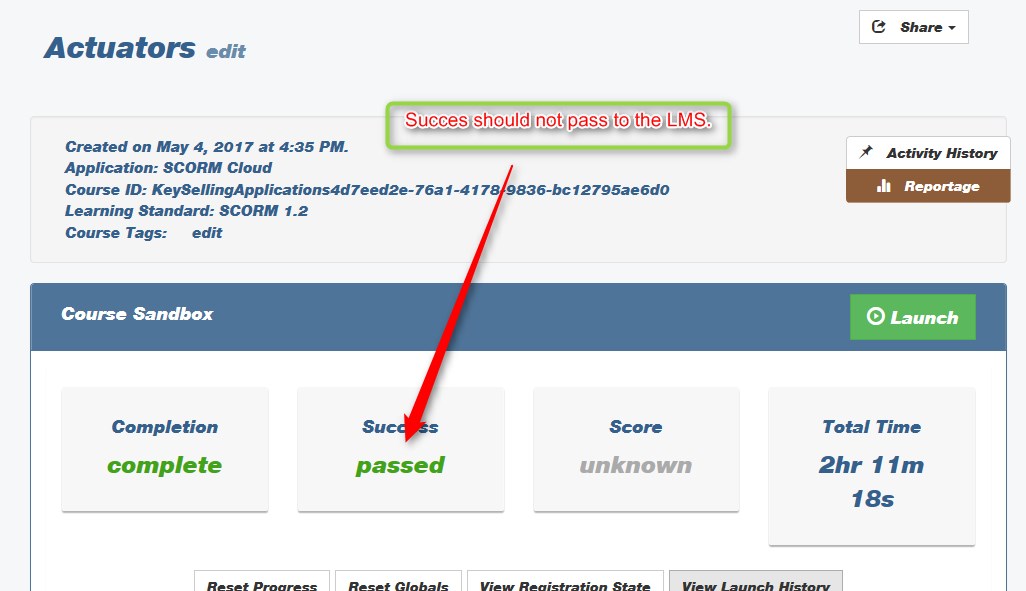 Share
Actuators edit
Succes should not pass to the LMS.
Created on May 4, 2017 at 4:35 PM.
Application: SCORM Cloud
Course ID: KeySellingApplications4d7eed2e-76a1-4178-9836-bc12795ae6d0
Learning Standard: SCORM 1.2
Course Tags: edit
Activity History
Reportage
Course Sandbox
Launch
Completion
complete
Success
passed
Score
unknown
Total Time
2hr 11m
18s
Reset Progress
Reset Globals
View Registration State
View Launch History